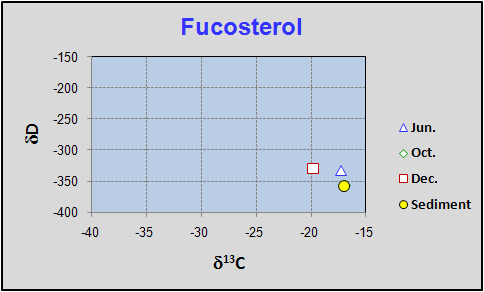 Fucosterol
-150
-200
-250
-300
-350
-400
δD
-40 -35 -30 -25 -20 -15
δ¹³C
Jun.
Oct.
Dec.
Sediment